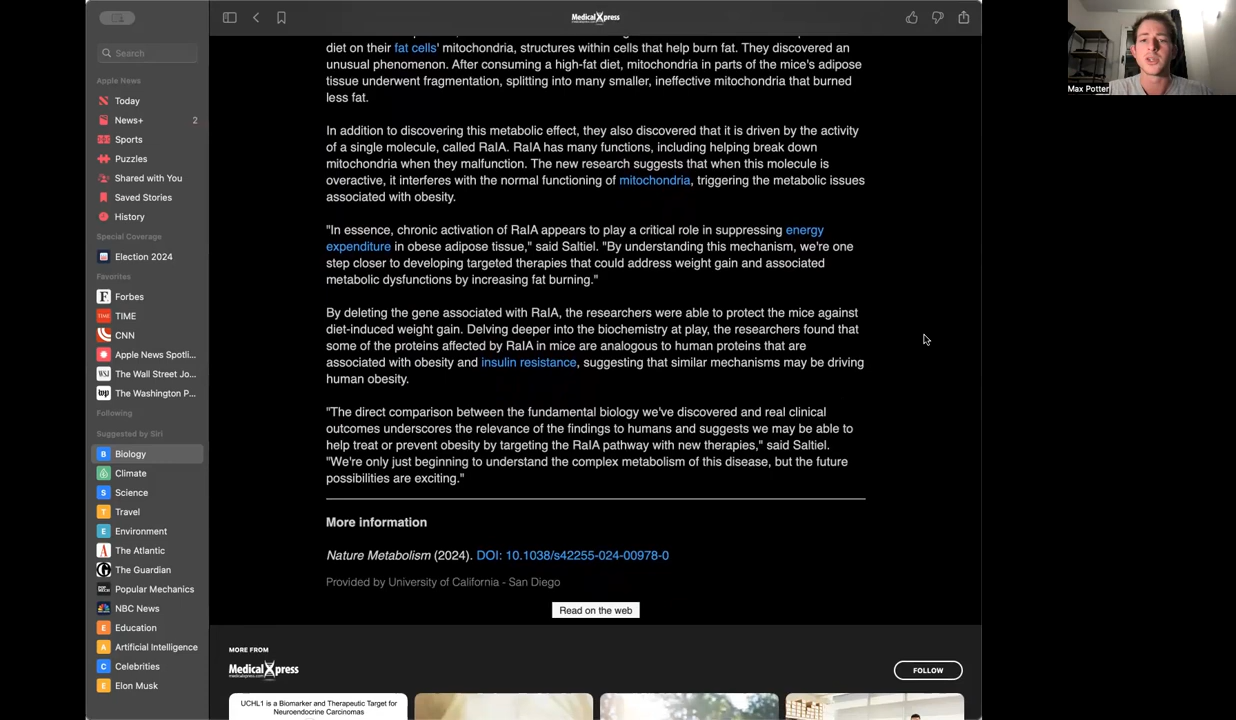 MedicalXpress
medicalxpress.com
Max Potter
Search
Apple News
Today
News+ 2
Sports
Puzzles
Shared with You
Saved Stories
History
Special Coverage
Election 2024
Favorites
F Forbes
TIME TIME
CNN
Apple News Spotli...
WSJ The Wall Street Jo...
wp The Washington P...
Following
Suggested by Siri
B Biology
Climate
S Science
T Travel
E Environment
A The Atlantic
G The Guardian
Popular Mechanics
NBC News
E Education
A Artificial Intelligence
C Celebrities
E Elon Musk
diet on their fat cells' mitochondria, structures within cells that help burn fat. They discovered an
unusual phenomenon. After consuming a high-fat diet, mitochondria in parts of the mice's adipose
tissue underwent fragmentation, splitting into many smaller, ineffective mitochondria that burned
less fat.
In addition to discovering this metabolic effect, they also discovered that it is driven by the activity
of a single molecule, called RaIA. RaIA has many functions, including helping break down
mitochondria when they malfunction. The new research suggests that when this molecule is
overactive, it interferes with the normal functioning of mitochondria, triggering the metabolic issues
associated with obesity.
"In essence, chronic activation of RaIA appears to play a critical role in suppressing energy
expenditure in obese adipose tissue," said Saltiel. "By understanding this mechanism, we're one
step closer to developing targeted therapies that could address weight gain and associated
metabolic dysfunctions by increasing fat burning."
By deleting the gene associated with RaIA, the researchers were able to protect the mice against
diet-induced weight gain. Delving deeper into the biochemistry at play, the researchers found that
some of the proteins affected by RaIA in mice are analogous to human proteins that are
associated with obesity and insulin resistance, suggesting that similar mechanisms may be driving
human obesity.
"The direct comparison between the fundamental biology we've discovered and real clinical
outcomes underscores the relevance of the findings to humans and suggests we may be able to
help treat or prevent obesity by targeting the RaIA pathway with new therapies," said Saltiel.
"We're only just beginning to understand the complex metabolism of this disease, but the future
possibilities are exciting."
More information
Nature Metabolism (2024). DOI: 10.1038/s42255-024-00978-0
Provided by University of California - San Diego
Read on the web
MORE FROM
MedicalXpress
medicalxpress.com
FOLLOW
UCHL1 is a Biomarker and Therapeutic Target for
Neuroendocrine Carcinomas